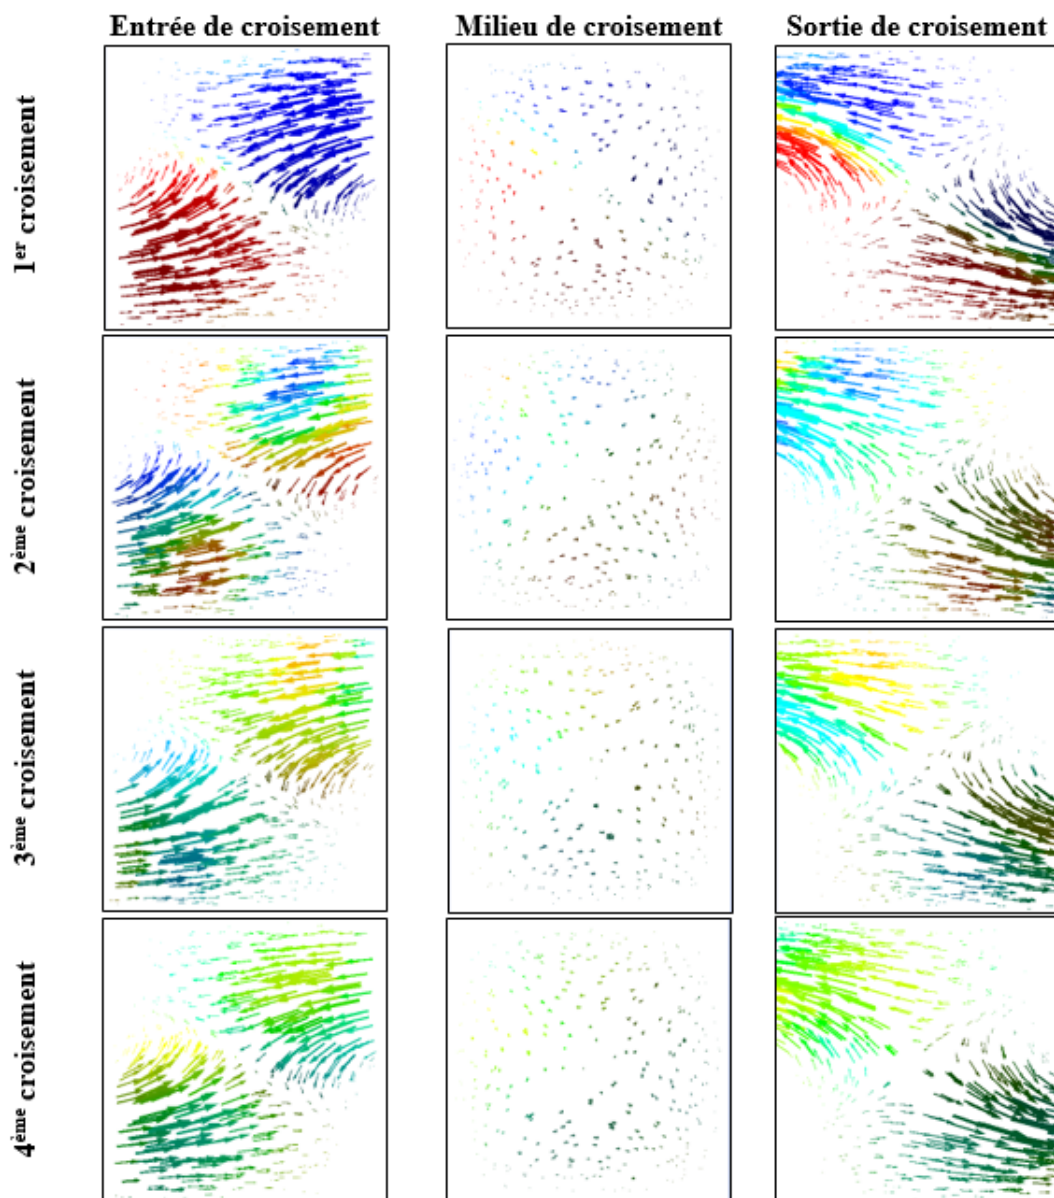 Entrée de croisement Milieu de croisement Sortie de croisement
1er croisement
2ème croisement
3ème croisement
4ème croisement